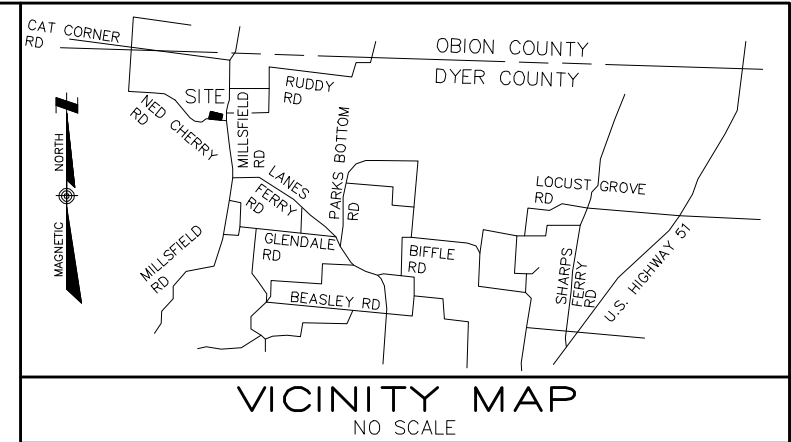 CAT CORNER
RD
OBION COUNTY
DYER COUNTY
RUDDY
RD
SITE
NED CHERRY
RD
MILLSFIELD
RD
PARKS BOTTOM
RD
LANES
FERRY
RD
LOCUST GROVE
RD
MAGNETIC NORTH
MILLSFIELD
RD
GLENDALE
RD
BIFFLE
RD
SHARPS
FERRY
RD
U.S. HIGHWAY 51
BEASLEY RD
VICINITY MAP
NO SCALE